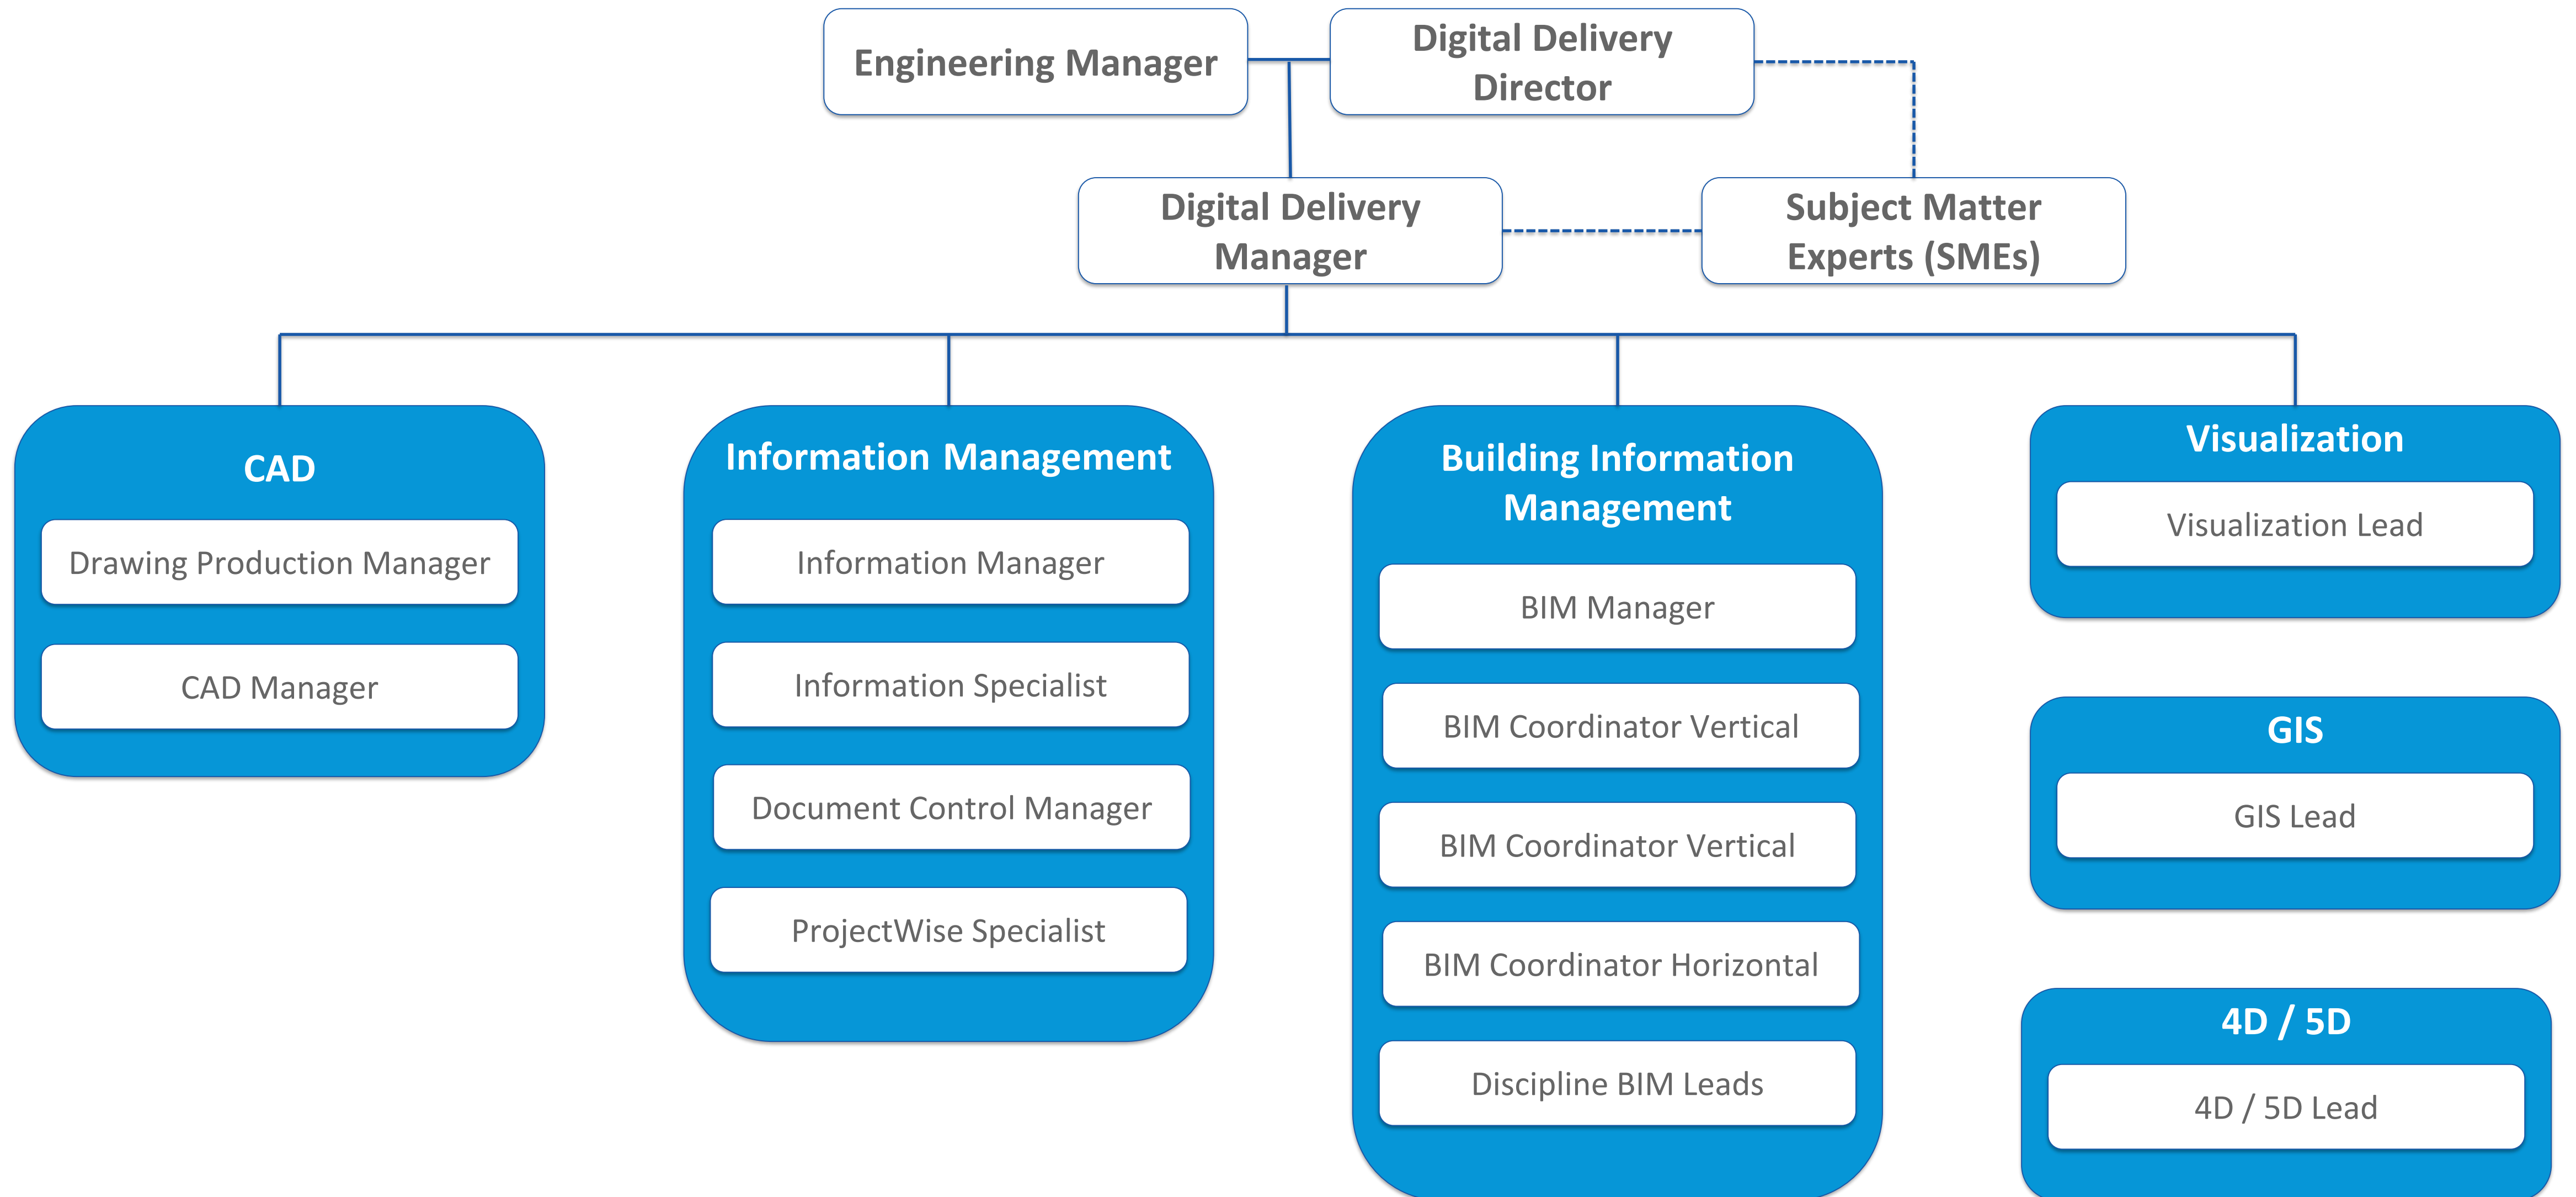 Engineering Manager
Digital Delivery
Director
Digital Delivery
Manager
Subject Matter
Experts (SMEs)
CAD
Drawing Production Manager
CAD Manager
Information Management
Information Manager
Information Specialist
Document Control Manager
ProjectWise Specialist
Building Information
Management
BIM Manager
BIM Coordinator Vertical
BIM Coordinator Vertical
BIM Coordinator Horizontal
Discipline BIM Leads
Visualization
Visualization Lead
GIS
GIS Lead
4D / 5D
4D / 5D Lead